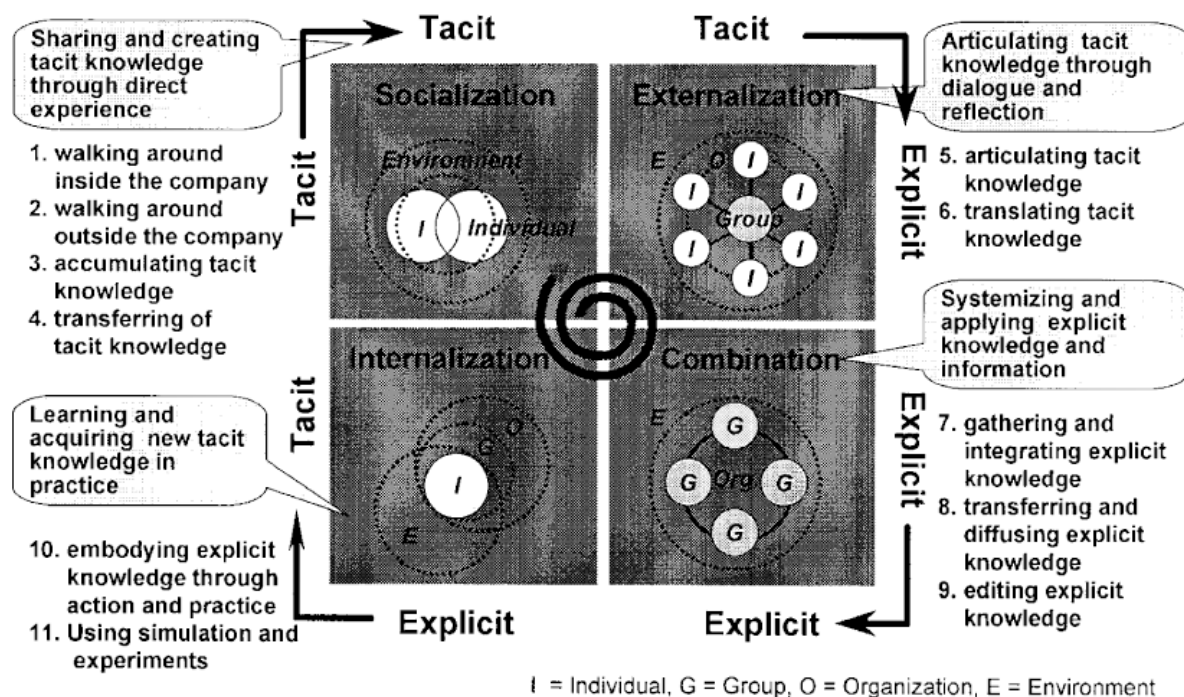 Tacit
Tacit
Sharing and creating
tacit knowledge
through direct
experience
1. walking around
inside the company
2. walking around
outside the company
3. accumulating tacit
knowledge
4. transferring of
tacit knowledge
Tacit
Socialization
Environment
I
Individual
Externalization
E
O
I
I
I
Group
I
I
I
Articulating tacit
knowledge through
dialogue and
reflection
Explicit
5. articulating tacit
knowledge
6. translating tacit
knowledge
Learning and
acquiring new tacit
knowledge in
practice
10. embodying explicit
knowledge through
action and practice
11. Using simulation and
experiments
Tacit
Internalization
O
G
I
E
Explicit
Combination
E
G
G
Org
G
G
Explicit
Systemizing and
applying explicit
knowledge and
information
Explicit
7. gathering and
integrating explicit
knowledge
8. transferring and
diffusing explicit
knowledge
9. editing explicit
knowledge
I = Individual, G = Group, O = Organization, E = Environment